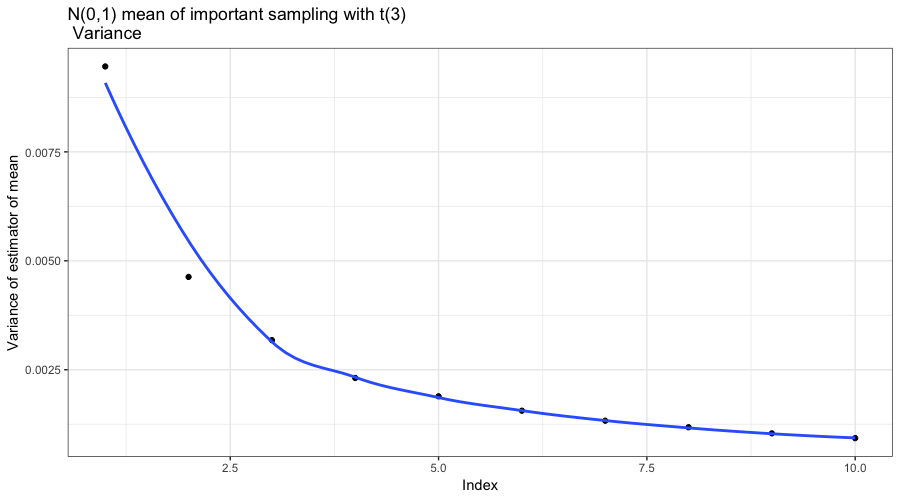 N(0,1) mean of important sampling with t(3)
Variance
Variance of estimator of mean
0.0075
0.0050
0.0025
2.5
5.0
7.5
10.0
Index